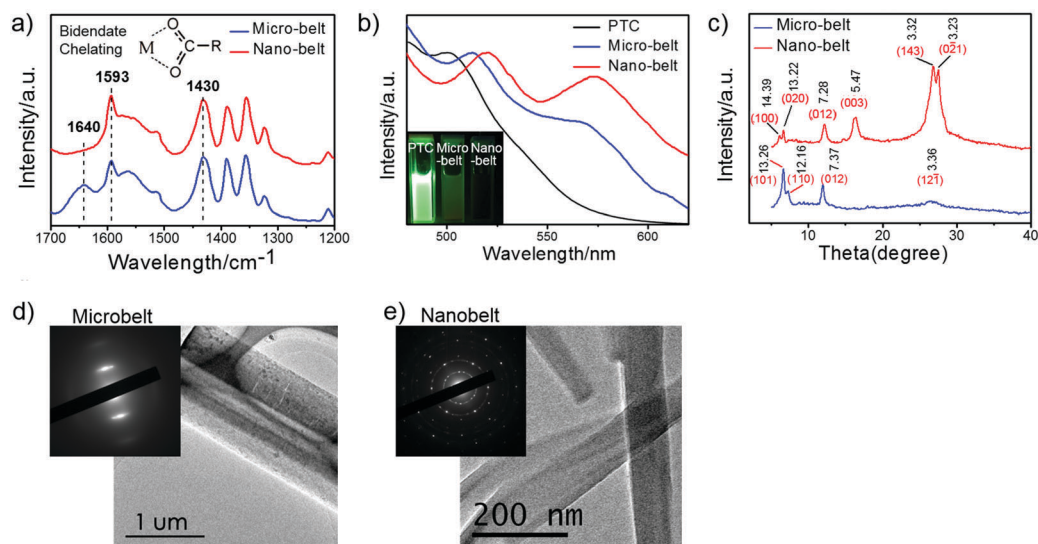 a)
Bidendate
Chelating
M
O
C
R
O
Micro-belt
Nano-belt
1593
1430
1640
Intensity/a.u.
1700
1600
1500
1400
1300
1200
Wavelength/cm⁻¹
b)
PTC
Micro-belt
Nano-belt
PTC
Micro
-belt
Nano
-belt
Intensity/a.u.
500
550
600
Wavelength/nm
c)
Micro-belt
Nano-belt
3.32
3.23
(143)
(02̄1)
14.39
13.22
7.28
5.47
(100)
(020)
(012)
(003)
13.26
12.16
7.37
3.36
(101)
(110)
(012)
(121̄)
Intensity/a.u.
10
20
30
40
Theta(degree)
d)
Microbelt
1 um
e)
Nanobelt
200 nm